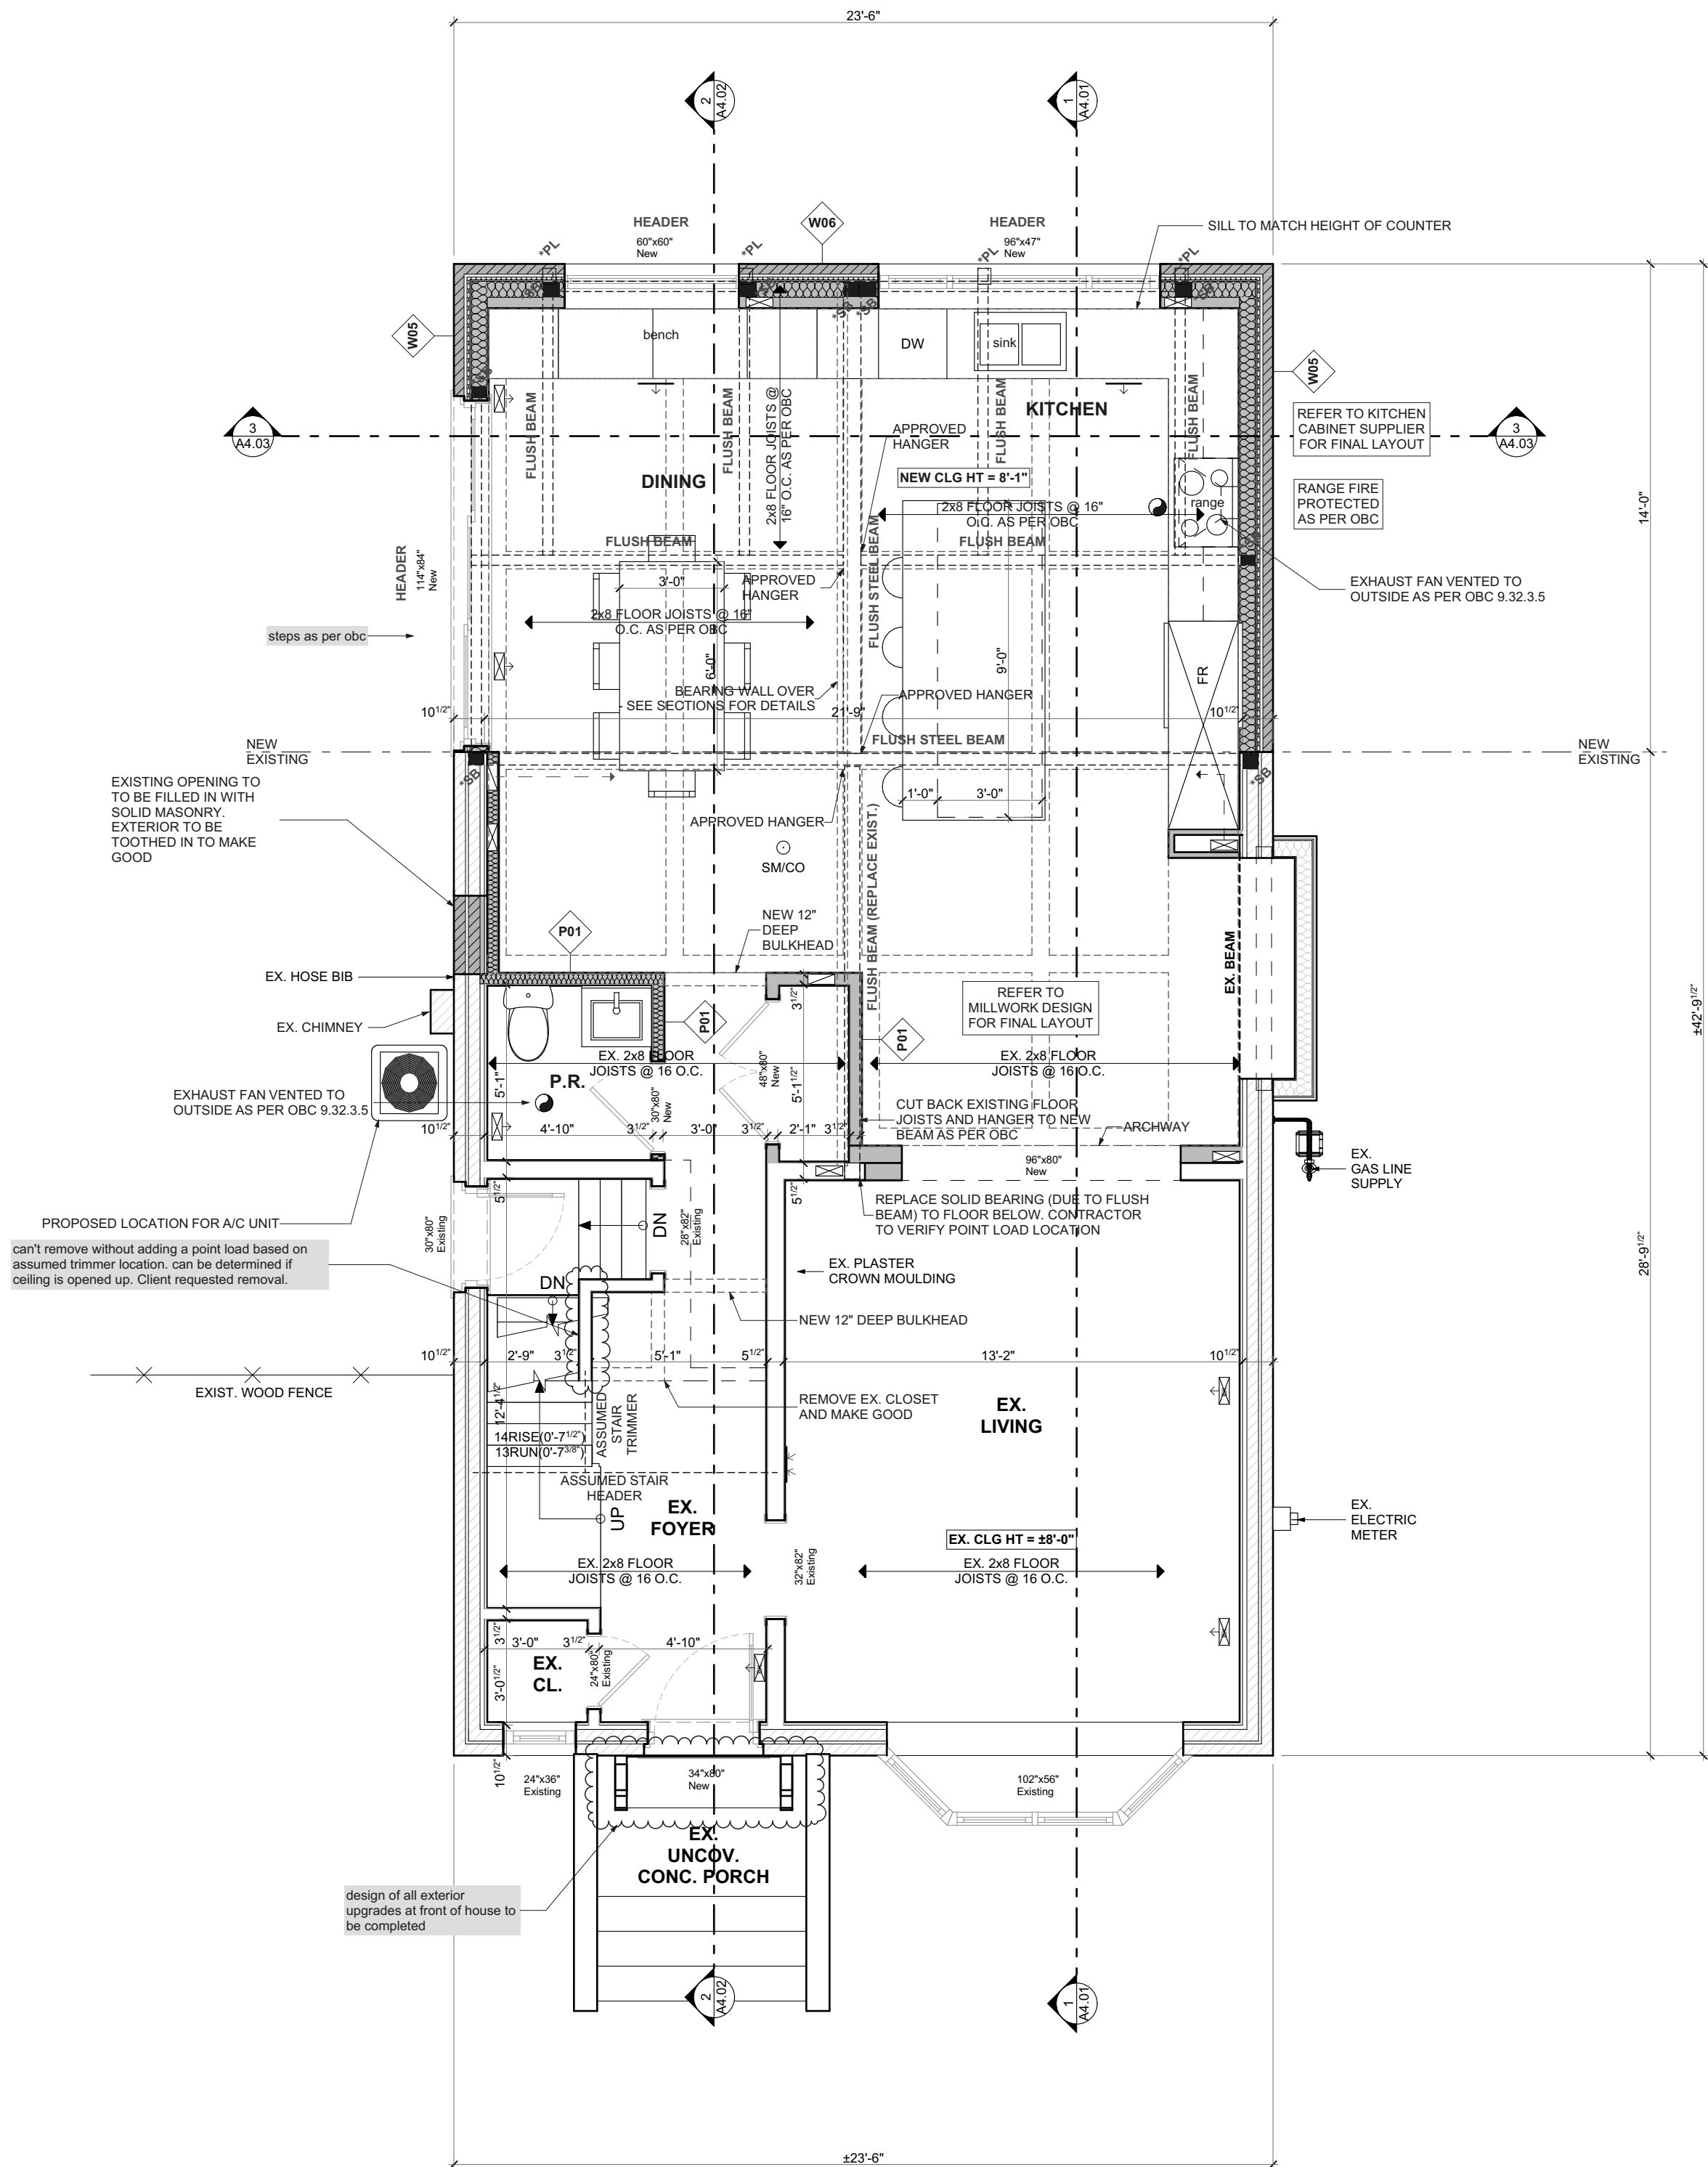 23'-6"
2
A4.02
1
A4.01
HEADER
60"x60"
New
W06
HEADER
96"x47"
New
SILL TO MATCH HEIGHT OF COUNTER
*PL
*PL
*PL
*PL
*SB
*SB
*SB
*SB
*SB
W05
bench
DW
sink
W05
FLUSH BEAM
FLUSH BEAM
2x8 FLOOR JOISTS @
16" O.C. AS PER OBC
FLUSH BEAM
FLUSH BEAM
KITCHEN
REFER TO KITCHEN
CABINET SUPPLIER
FOR FINAL LAYOUT
3
A4.03
3
A4.03
APPROVED
HANGER
DINING
NEW CLG HT = 8'-1"
RANGE FIRE
PROTECTED
AS PER OBC
range
2x8 FLOOR JOISTS @ 16"
O.C. AS PER OBC
14'-0"
FLUSH BEAM
FLUSH BEAM
HEADER
114"x84"
New
FLUSH STEEL BEAM
3'-0"
APPROVED
HANGER
EXHAUST FAN VENTED TO
OUTSIDE AS PER OBC 9.32.3.5
2x8 FLOOR JOISTS @ 16"
O.C. AS PER OBC
steps as per obc
6'-0"
9'-0"
FR
BEARING WALL OVER
- SEE SECTIONS FOR DETAILS
APPROVED HANGER
10 1/2"
21'-9"
10 1/2"
FLUSH STEEL BEAM
NEW
EXISTING
NEW
EXISTING
*SB
*SB
EXISTING OPENING TO
TO BE FILLED IN WITH
SOLID MASONRY.
EXTERIOR TO BE
TOOTHED IN TO MAKE
GOOD
1'-0"
3'-0"
APPROVED HANGER
SM/CO
FLUSH BEAM (REPLACE EXIST.)
NEW 12"
DEEP
BULKHEAD
P01
EX. BEAM
EX. HOSE BIB
REFER TO
MILLWORK DESIGN
FOR FINAL LAYOUT
±42'-9 1/2"
EX. CHIMNEY
P01
3 1/2"
P01
EX. 2x8 FLOOR
JOISTS @ 16 O.C.
EX. 2x8 FLOOR
JOISTS @ 16 O.C.
48"x80"
New
5'-1"
P.R.
5'-1 1/2"
EXHAUST FAN VENTED TO
OUTSIDE AS PER OBC 9.32.3.5
30"x80"
New
CUT BACK EXISTING FLOOR
JOISTS AND HANGER TO NEW
BEAM AS PER OBC
ARCHWAY
10 1/2"
4'-10"
3 1/2"
3'-0"
3 1/2"
2'-1"
3 1/2"
96"x80"
New
EX.
GAS LINE
SUPPLY
5 1/2"
5 1/2"
REPLACE SOLID BEARING (DUE TO FLUSH
BEAM) TO FLOOR BELOW. CONTRACTOR
TO VERIFY POINT LOAD LOCATION
PROPOSED LOCATION FOR A/C UNIT
30"x80"
Existing
DN
28"x82"
Existing
can't remove without adding a point load based on
assumed trimmer location. can be determined if
ceiling is opened up. Client requested removal.
EX. PLASTER
CROWN MOULDING
28'-9 1/2"
DN
NEW 12" DEEP BULKHEAD
10 1/2"
2'-9"
3 1/2"
5'-1"
5 1/2"
13'-2"
10 1/2"
EXIST. WOOD FENCE
REMOVE EX. CLOSET
AND MAKE GOOD
EX.
LIVING
12'-4 1/2"
ASSUMED
STAIR
TRIMMER
14RISE(0'-7 1/2")
13RUN(0'-7 3/8")
ASSUMED STAIR
HEADER
UP
EX.
FOYER
EX.
ELECTRIC
METER
EX. CLG HT = ±8'-0"
EX. 2x8 FLOOR
JOISTS @ 16 O.C.
32"x82"
Existing
EX. 2x8 FLOOR
JOISTS @ 16 O.C.
3 1/2"
3'-0"
3 1/2"
4'-10"
EX.
CL.
24"x80"
Existing
3'-0 1/2"
10 1/2"
24"x36"
Existing
34"x80"
New
102"x56"
Existing
EX.
UNCOV.
CONC. PORCH
design of all exterior
upgrades at front of house to
be completed
2
A4.02
1
A4.01
±23'-6"